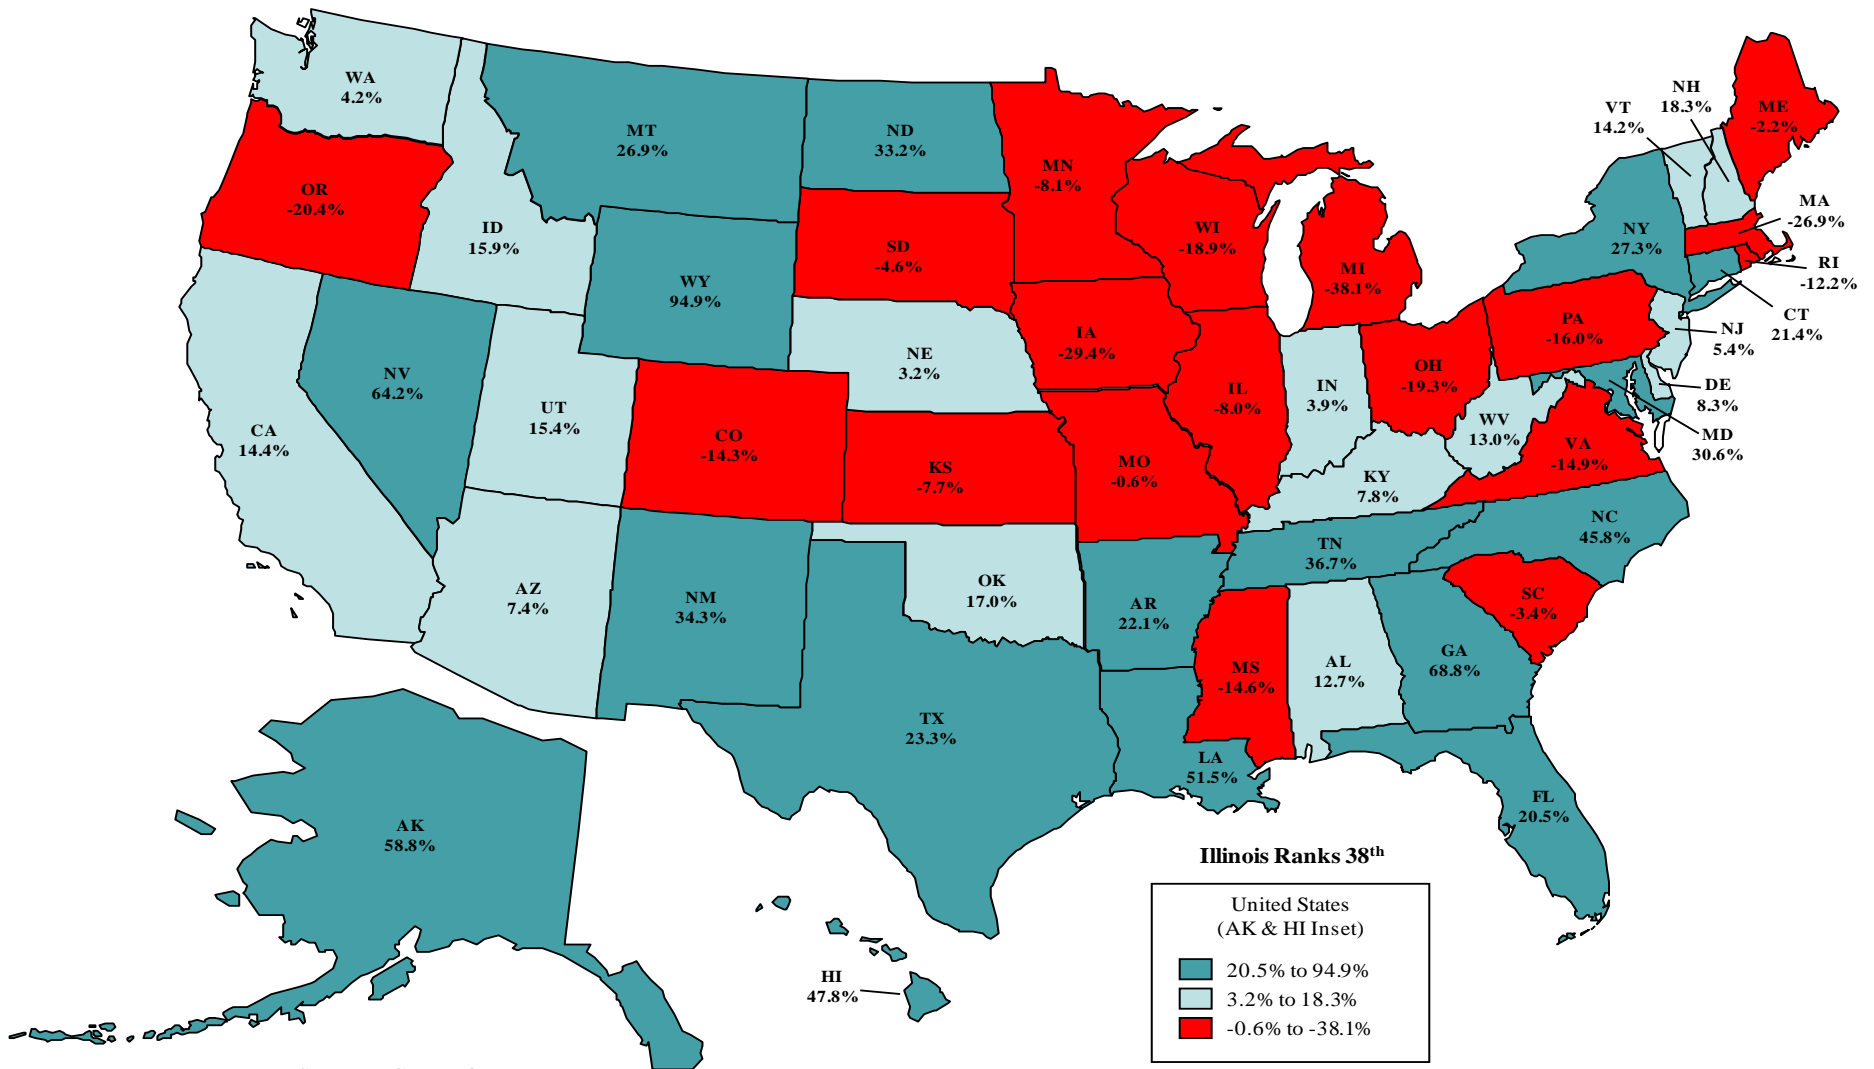 WA
4.2%
OR
-20.4%
CA
14.4%
NV
64.2%
ID
15.9%
MT
26.9%
WY
94.9%
UT
15.4%
AZ
7.4%
CO
-14.3%
NM
34.3%
ND
33.2%
SD
-4.6%
NE
3.2%
KS
-7.7%
OK
17.0%
TX
23.3%
MN
-8.1%
IA
-29.4%
MO
-0.6%
AR
22.1%
LA
51.5%
WI
-18.9%
IL
-8.0%
MI
-38.1%
IN
3.9%
OH
-19.3%
KY
7.8%
TN
36.7%
MS
-14.6%
AL
12.7%
GA
68.8%
FL
20.5%
SC
-3.4%
NC
45.8%
VA
-14.9%
WV
13.0%
PA
-16.0%
NY
27.3%
VT
14.2%
NH
18.3%
ME
-2.2%
MA
-26.9%
RI
-12.2%
CT
21.4%
NJ
5.4%
DE
8.3%
MD
30.6%
AK
58.8%
HI
47.8%
Illinois Ranks 38th
United States
(AK & HI Inset)
20.5% to 94.9%
3.2% to 18.3%
-0.6% to -38.1%